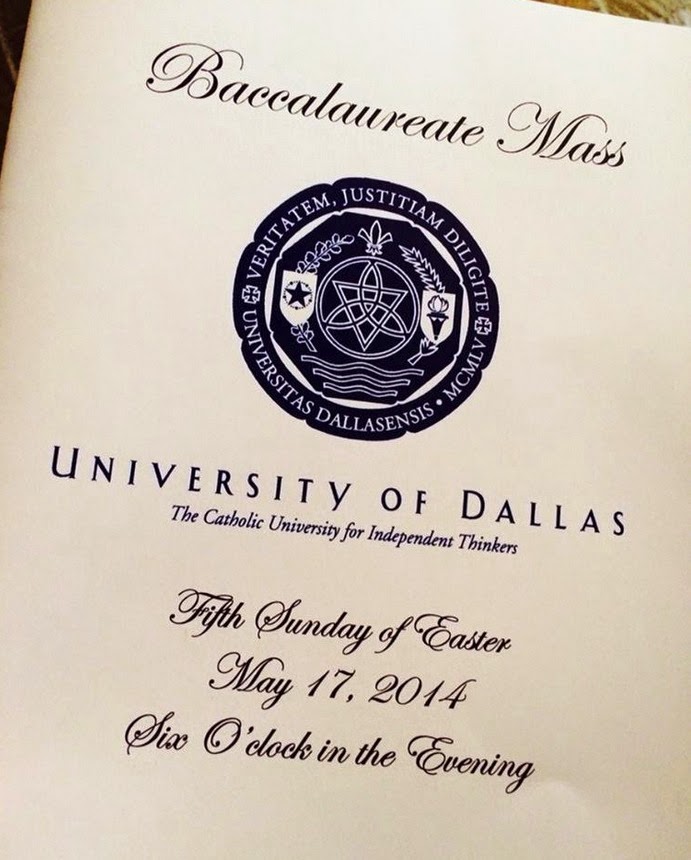 Baccalaureate Mass
VERITATEM, JUSTITIAM DILIGITE
UNIVERSITAS DALLASENSIS • MCMLV
UNIVERSITY OF DALLAS
The Catholic University for Independent Thinkers
Fifth Sunday of Easter
May 17, 2014
Six O'clock in the Evening